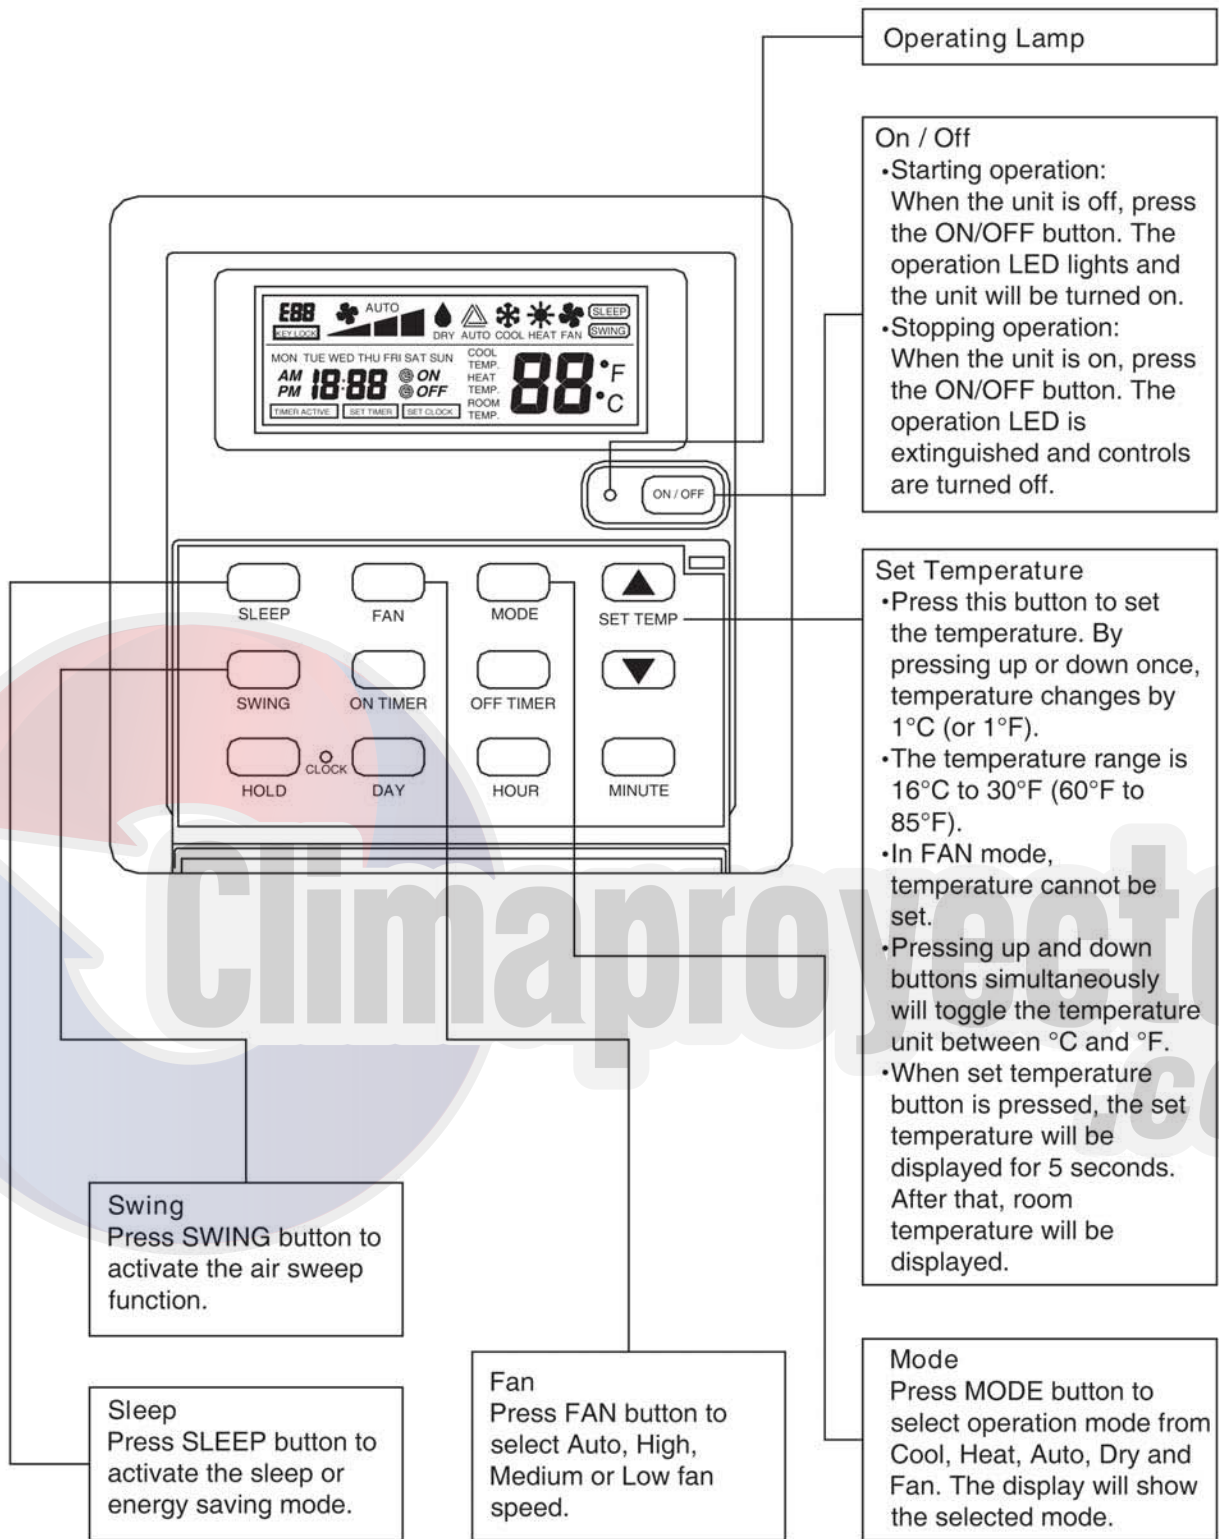 Operating Lamp
On / Off
•Starting operation:
When the unit is off, press
the ON/OFF button. The
operation LED lights and
the unit will be turned on.
•Stopping operation:
When the unit is on, press
the ON/OFF button. The
operation LED is
extinguished and controls
are turned off.
E88 AUTO SLEEP
KEY LOCK DRY AUTO COOL HEAT FAN SWING
MON TUE WED THU FRI SAT SUN
COOL
TEMP.
HEAT
TEMP.
ROOM
TEMP.
AM 18:88 ON
PM OFF
88 °F
°C
TIMER ACTIVE SET TIMER SET CLOCK
ON / OFF
SLEEP FAN MODE SET TEMP
SWING ON TIMER OFF TIMER
CLOCK
HOLD DAY HOUR MINUTE
Set Temperature
•Press this button to set
the temperature. By
pressing up or down once,
temperature changes by
1°C (or 1°F).
•The temperature range is
16°C to 30°F (60°F to
85°F).
•In FAN mode,
temperature cannot be
set.
•Pressing up and down
buttons simultaneously
will toggle the temperature
unit between °C and °F.
•When set temperature
button is pressed, the set
temperature will be
displayed for 5 seconds.
After that, room
temperature will be
displayed.
Climaproyect
.co
Swing
Press SWING button to
activate the air sweep
function.
Sleep
Press SLEEP button to
activate the sleep or
energy saving mode.
Fan
Press FAN button to
select Auto, High,
Medium or Low fan
speed.
Mode
Press MODE button to
select operation mode from
Cool, Heat, Auto, Dry and
Fan. The display will show
the selected mode.